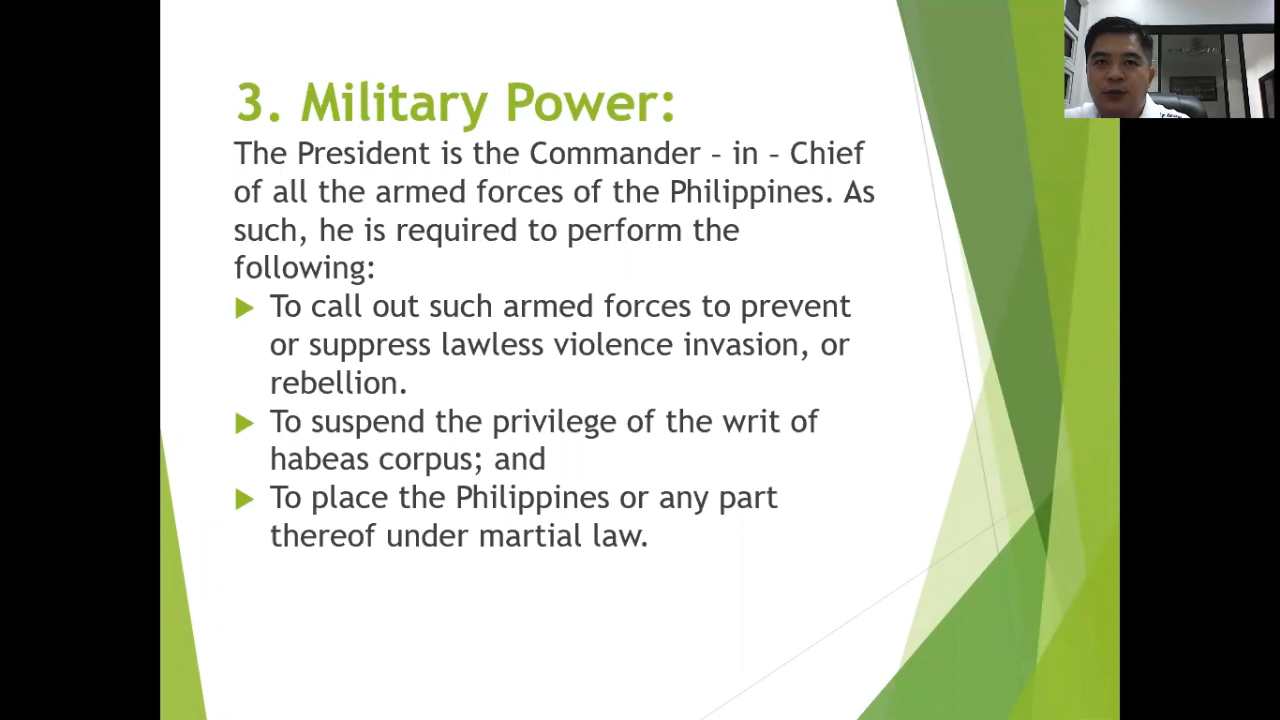 3. Military Power:
The President is the Commander – in – Chief
of all the armed forces of the Philippines. As
such, he is required to perform the
following:
To call out such armed forces to prevent
or suppress lawless violence invasion, or
rebellion.
To suspend the privilege of the writ of
habeas corpus; and
To place the Philippines or any part
thereof under martial law.